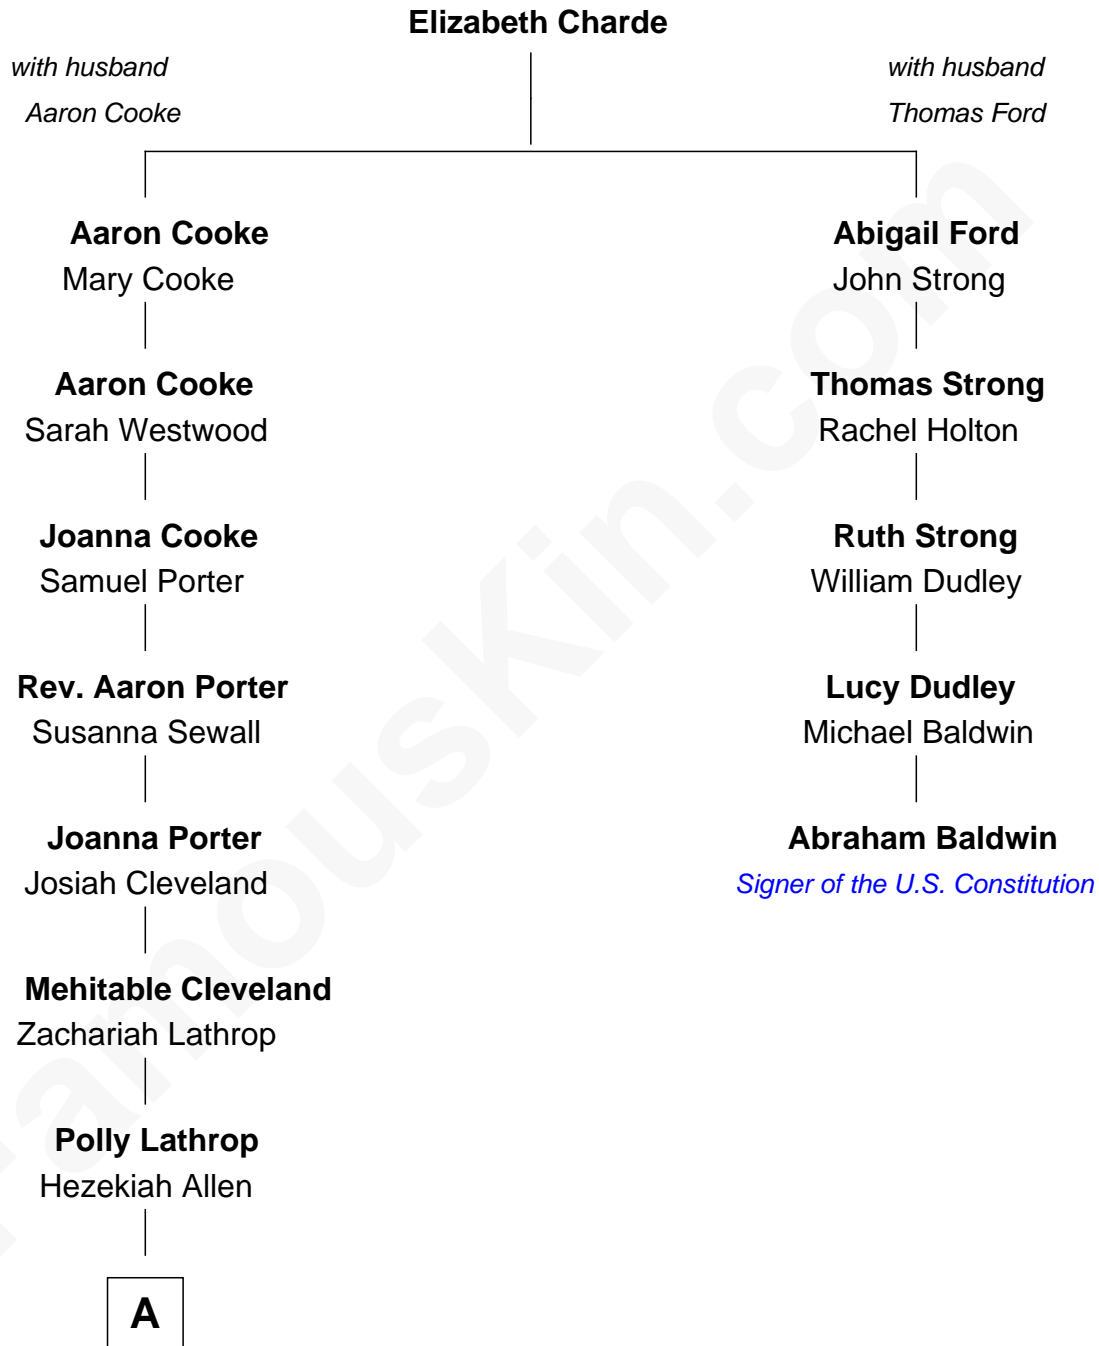 Elizabeth Charde
with husband
Aaron Cooke
with husband
Thomas Ford
Aaron Cooke
Mary Cooke
Aaron Cooke
Sarah Westwood
Joanna Cooke
Samuel Porter
Rev. Aaron Porter
Susanna Sewall
Joanna Porter
Josiah Cleveland
Mehitable Cleveland
Zachariah Lathrop
Polly Lathrop
Hezekiah Allen
A
Abigail Ford
John Strong
Thomas Strong
Rachel Holton
Ruth Strong
William Dudley
Lucy Dudley
Michael Baldwin
Abraham Baldwin
Signer of the U.S. Constitution
FamousKin.com